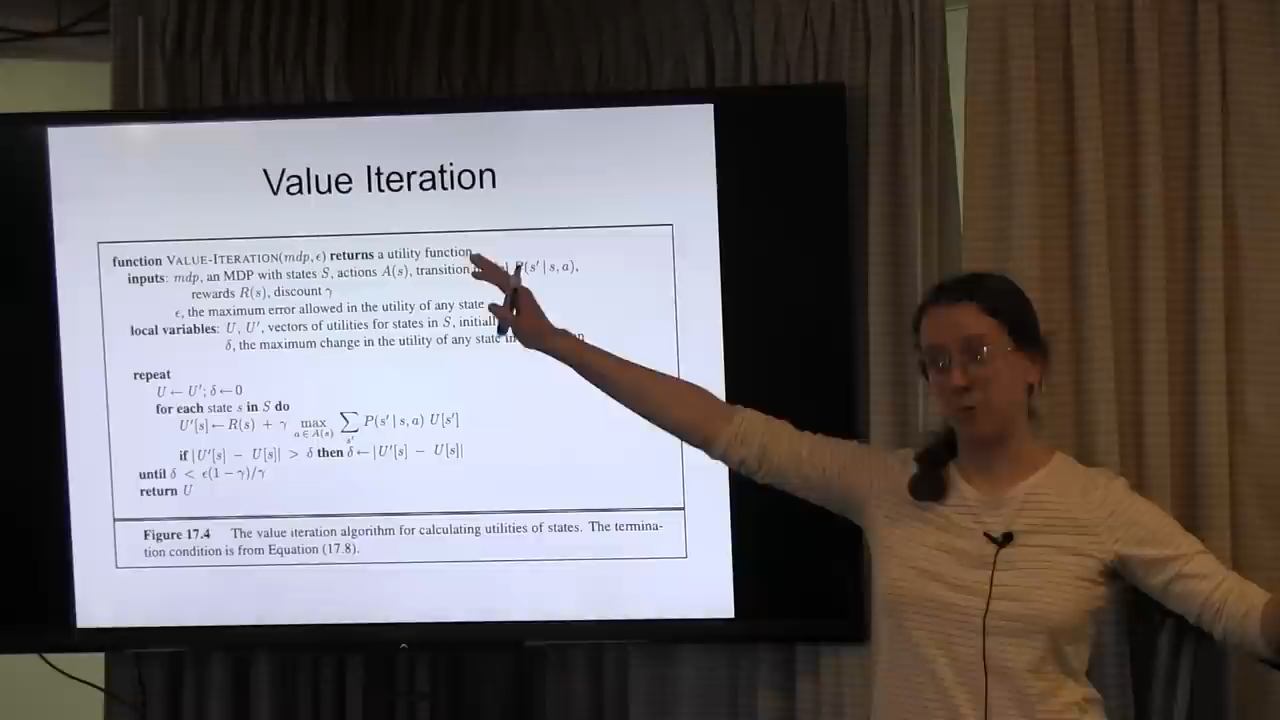 Value Iteration
function VALUE-ITERATION(mdp, ε) returns a utility function
inputs: mdp, an MDP with states S, actions A(s), transition P(s′ | s, a),
rewards R(s), discount γ
ε, the maximum error allowed in the utility of any state
local variables: U, U′, vectors of utilities for states in S,
δ, the maximum change in the utility of any state in
repeat
U ← U′; δ ← 0
for each state s in S do
U′[s] ← R(s) + γ max a ∈ A(s) ∑ s′ P(s′ | s, a) U[s′]
if |U′[s] − U[s]| > δ then δ ← |U′[s] − U[s]|
until δ < ε(1 − γ)/γ
return U
Figure 17.4 The value iteration algorithm for calculating utilities of states. The termina-
tion condition is from Equation (17.8).